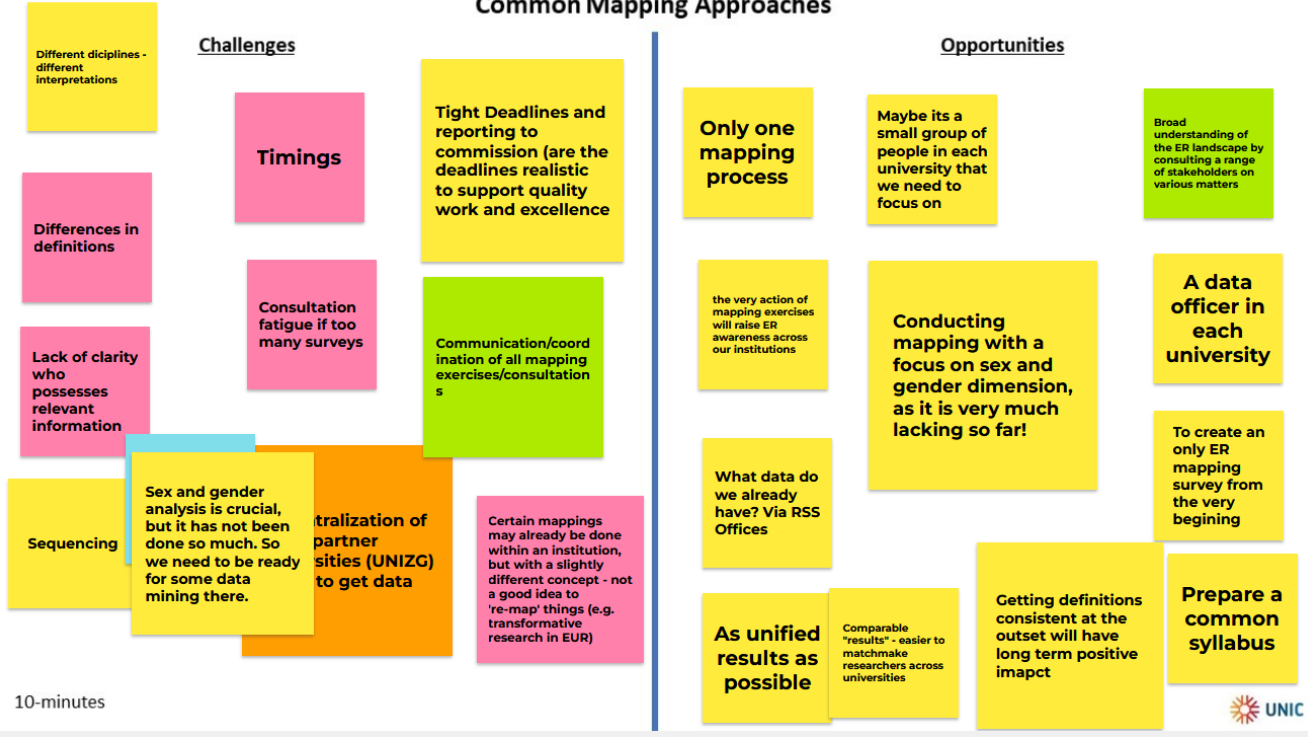 Common Mapping Approaches
Challenges
Different diciplines -
different
interpretations
Timings
Tight Deadlines and
reporting to
commission (are the
deadlines realistic
to support quality
work and excellence
Differences in
definitions
Consultation
fatigue if too
many surveys
Communication/coord
ination of all mapping
exercises/consultation
s
Lack of clarity
who
possesses
relevant
information
Sequencing
Sex and gender
analysis is crucial,
but it has not been
done so much. So
we need to be ready
for some data
mining there.
tralization of
partner
sities (UNIZG)
to get data
Certain mappings
may already be done
within an institution,
but with a slightly
different concept - not
a good idea to
're-map' things (e.g.
transformative
research in EUR)
10-minutes
Opportunities
Only one
mapping
process
Maybe its a
small group of
people in each
university that
we need to
focus on
Broad
understanding of
the ER landscape by
consulting a range
of stakeholders on
various matters
the very action of
mapping exercises
will raise ER
awareness across
our institutions
Conducting
mapping with a
focus on sex and
gender dimension,
as it is very much
lacking so far!
A data
officer in
each
university
What data do
we already
have? Via RSS
Offices
To create an
only ER
mapping
survey from
the very
begining
As unified
results as
possible
Comparable
"results" - easier to
matchmake
researchers across
universities
Getting definitions
consistent at the
outset will have
long term positive
imapct
Prepare a
common
syllabus
UNIC